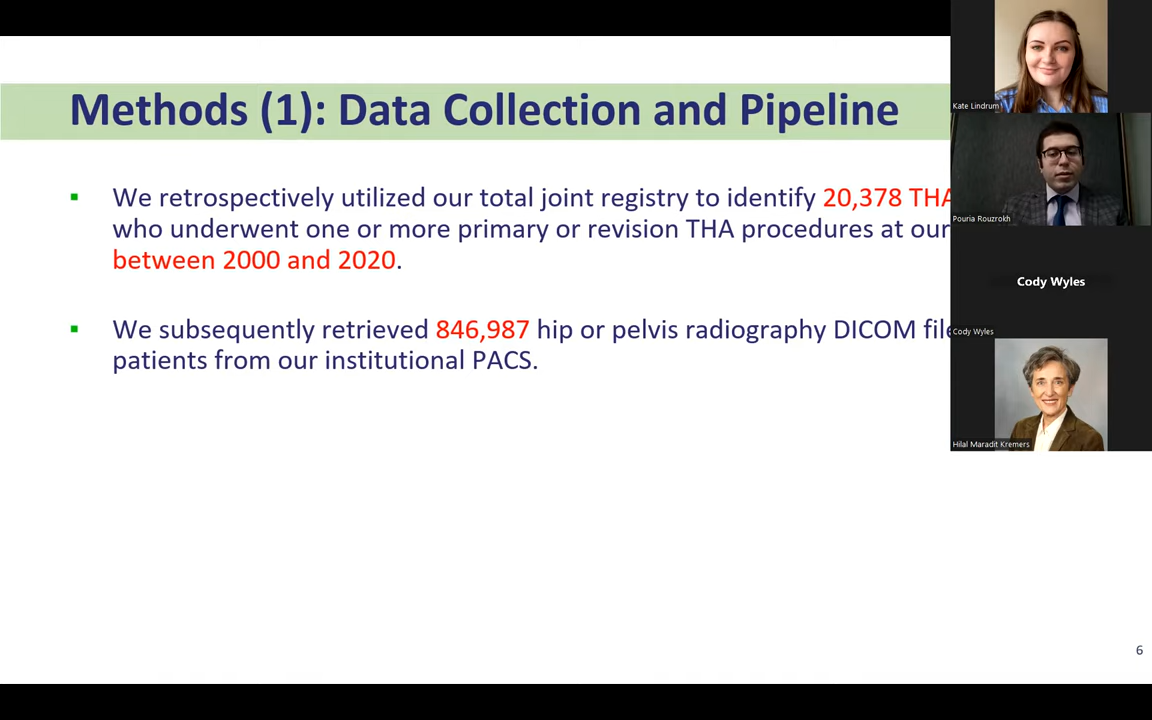 Methods (1): Data Collection and Pipeline
▪ We retrospectively utilized our total joint registry to identify 20,378 THA
who underwent one or more primary or revision THA procedures at our
between 2000 and 2020.
▪ We subsequently retrieved 846,987 hip or pelvis radiography DICOM
patients from our institutional PACS.
6
Kate Lindrum
Pouria Rouzrokh
Cody Wyles
Cody Wyles
Hilal Maradit Kremers